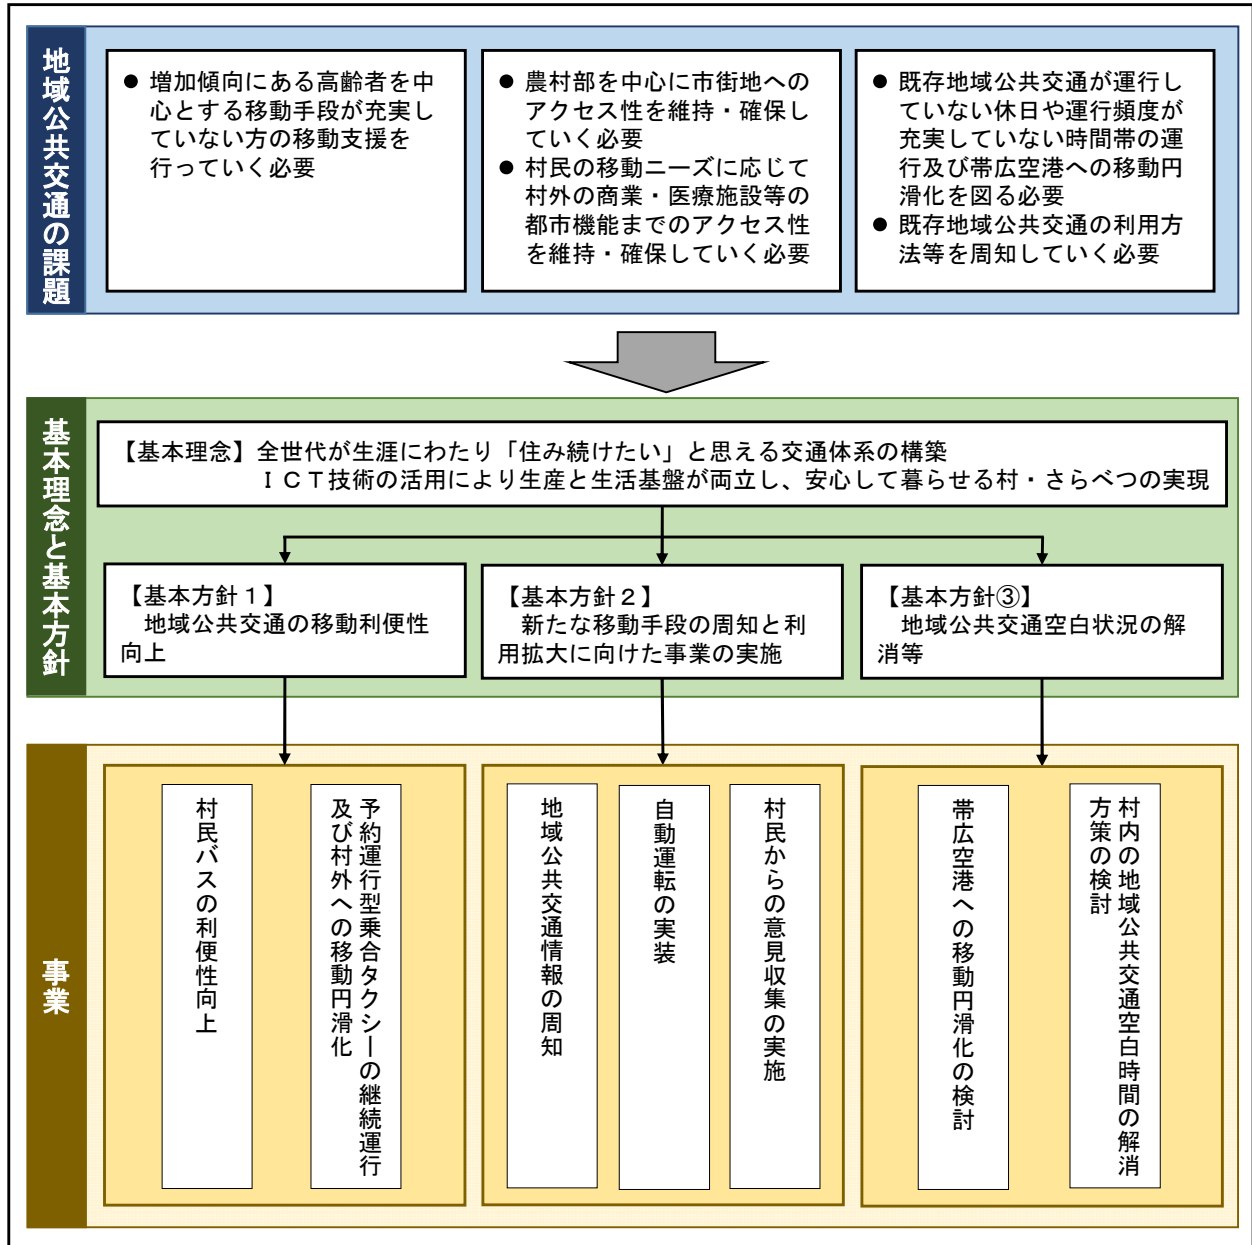 地域公共交通の課題
● 増加傾向にある高齢者を中
心とする移動手段が充実し
ていない方の移動支援を
行っていく必要
● 農村部を中心に市街地への
アクセス性を維持・確保し
ていく必要
● 村民の移動ニーズに応じて
村外の商業・医療施設等の
都市機能までのアクセス性
を維持・確保していく必要
● 既存地域公共交通が運行し
ていない休日や運行頻度が
充実していない時間帯の運
行及び帯広空港への移動円
滑化を図る必要
● 既存地域公共交通の利用方
法等を周知していく必要
基本理念と基本方針
【基本理念】全世代が生涯にわたり「住み続けたい」と思える交通体系の構築
ＩＣＴ技術の活用により生産と生活基盤が両立し、安心して暮らせる村・さらべつの実現
【基本方針１】
地域公共交通の移動利便性
向上
【基本方針２】
新たな移動手段の周知と利
用拡大に向けた事業の実施
【基本方針③】
地域公共交通空白状況の解
消等
事業
村民バスの利便性向上
予約運行型乗合タクシーの継続運行
及び村外への移動円滑化
地域公共交通情報の周知
自動運転の実装
村民からの意見収集の実施
帯広空港への移動円滑化の検討
村内の地域公共交通空白時間の解消
方策の検討